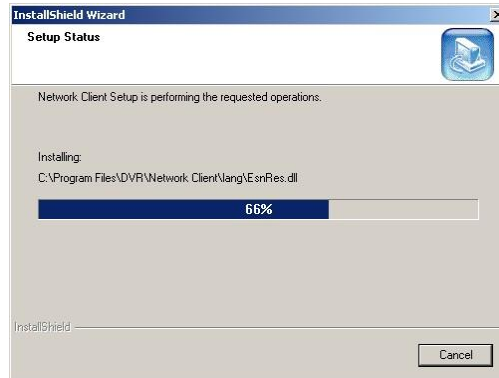 InstallShield Wizard
Setup Status
Network Client Setup is performing the requested operations.
Installing:
C:\Program Files\DVR\Network Client\lang\EsnRes.dll
66%
InstallShield
Cancel